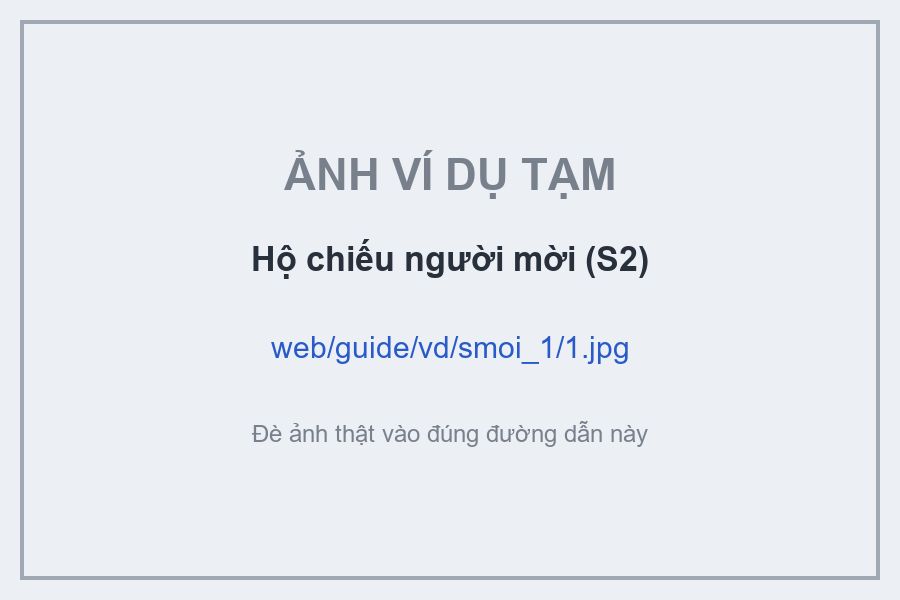 ẢNH VÍ DỤ TẠM
Hộ chiếu người mời (S2)
web/guide/vd/smoi_1/1.jpg
Đè ảnh thật vào đúng đường dẫn này